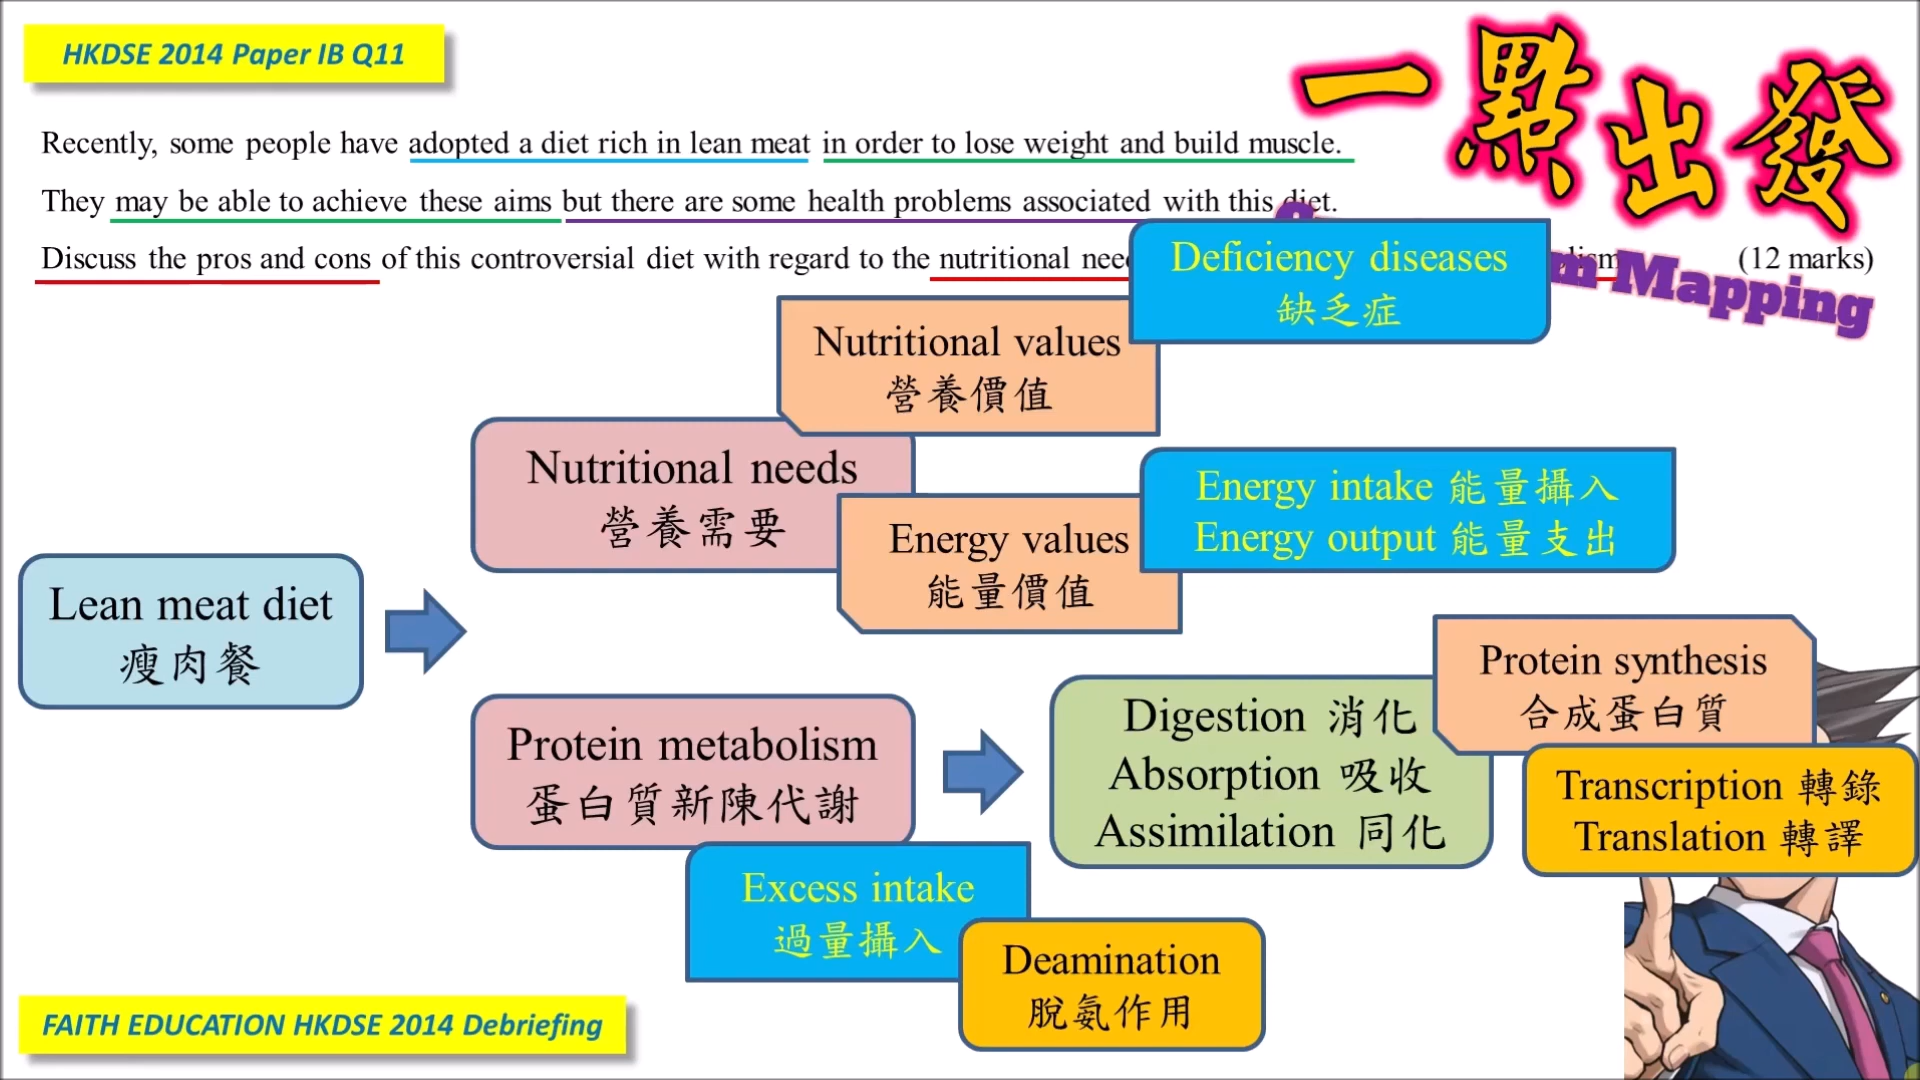 HKDSE 2014 Paper IB Q11
一點出發
Recently, some people have adopted a diet rich in lean meat in order to lose weight and build muscle.
They may be able to achieve these aims but there are some health problems associated with this diet.
Discuss the pros and cons of this controversial diet with regard to the nutritional
(12 marks)
Mapping
Deficiency diseases
缺乏症
Nutritional values
營養價值
Nutritional needs
營養需要
Energy values
能量價值
Energy intake 能量攝入
Energy output 能量支出
Lean meat diet
瘦肉餐
Protein metabolism
蛋白質新陳代謝
Digestion 消化
Absorption 吸收
Assimilation 同化
Protein synthesis
合成蛋白質
Transcription 轉錄
Translation 轉譯
Excess intake
過量攝入
Deamination
脫氨作用
FAITH EDUCATION HKDSE 2014 Debriefing